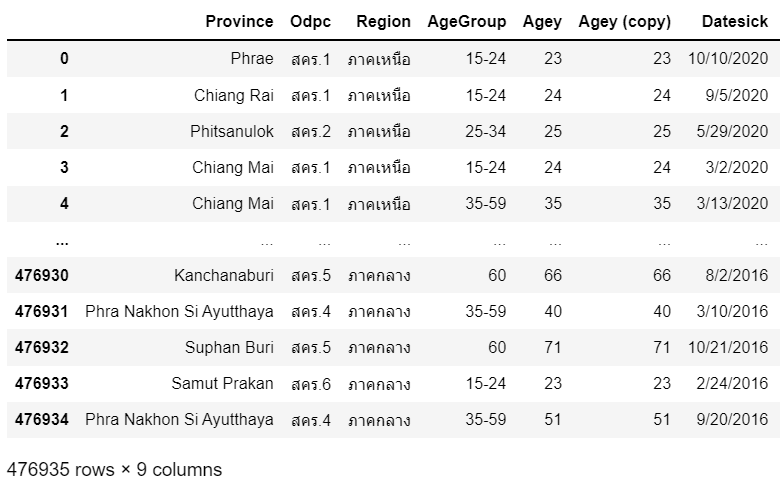 Province Odpc Region AgeGroup Agey Agey (copy) Datesick
0 Phrae สคร.1 ภาคเหนือ 15-24 23 23 10/10/2020
1 Chiang Rai สคร.1 ภาคเหนือ 15-24 24 24 9/5/2020
2 Phitsanulok สคร.2 ภาคเหนือ 25-34 25 25 5/29/2020
3 Chiang Mai สคร.1 ภาคเหนือ 15-24 24 24 3/2/2020
4 Chiang Mai สคร.1 ภาคเหนือ 35-59 35 35 3/13/2020
... ... ... ... ... ... ... ...
476930 Kanchanaburi สคร.5 ภาคกลาง 60 66 66 8/2/2016
476931 Phra Nakhon Si Ayutthaya สคร.4 ภาคกลาง 35-59 40 40 3/10/2016
476932 Suphan Buri สคร.5 ภาคกลาง 60 71 71 10/21/2016
476933 Samut Prakan สคร.6 ภาคกลาง 15-24 23 23 2/24/2016
476934 Phra Nakhon Si Ayutthaya สคร.4 ภาคกลาง 35-59 51 51 9/20/2016
476935 rows × 9 columns